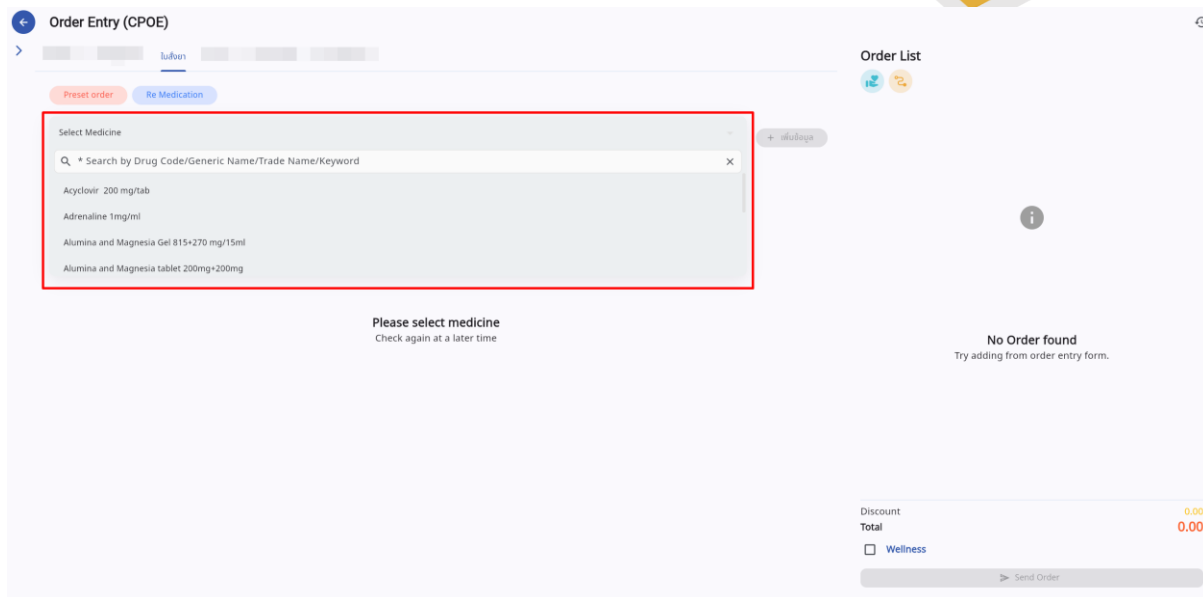 Order Entry (CPOE)
ใบสั่งยา
Preset order
Re Medication
Select Medicine
+ เพิ่มข้อมูล
* Search by Drug Code/Generic Name/Trade Name/Keyword
Acyclovir 200 mg/tab
Adrenaline 1mg/ml
Alumina and Magnesia Gel 815+270 mg/15ml
Alumina and Magnesia tablet 200mg+200mg
Please select medicine
Check again at a later time
Order List
No Order found
Try adding from order entry form.
Discount 0.00
Total 0.00
Wellness
Send Order